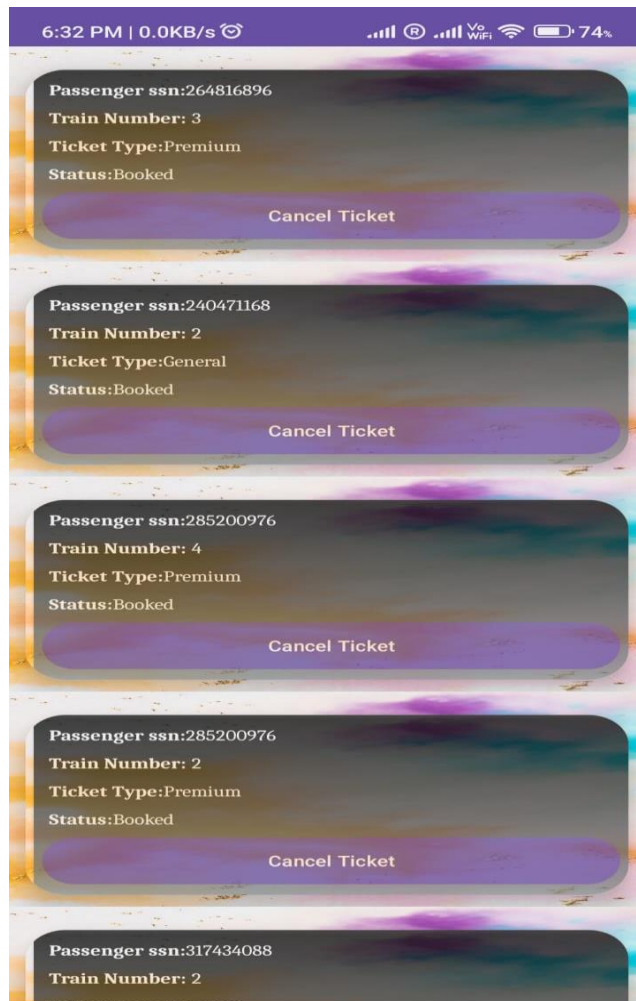 6:32 PM | 0.0KB/s R Vo WiFi 74%
Passenger ssn:264816896
Train Number: 3
Ticket Type:Premium
Status:Booked
Cancel Ticket
Passenger ssn:240471168
Train Number: 2
Ticket Type:General
Status:Booked
Cancel Ticket
Passenger ssn:285200976
Train Number: 4
Ticket Type:Premium
Status:Booked
Cancel Ticket
Passenger ssn:285200976
Train Number: 2
Ticket Type:Premium
Status:Booked
Cancel Ticket
Passenger ssn:317434088
Train Number: 2